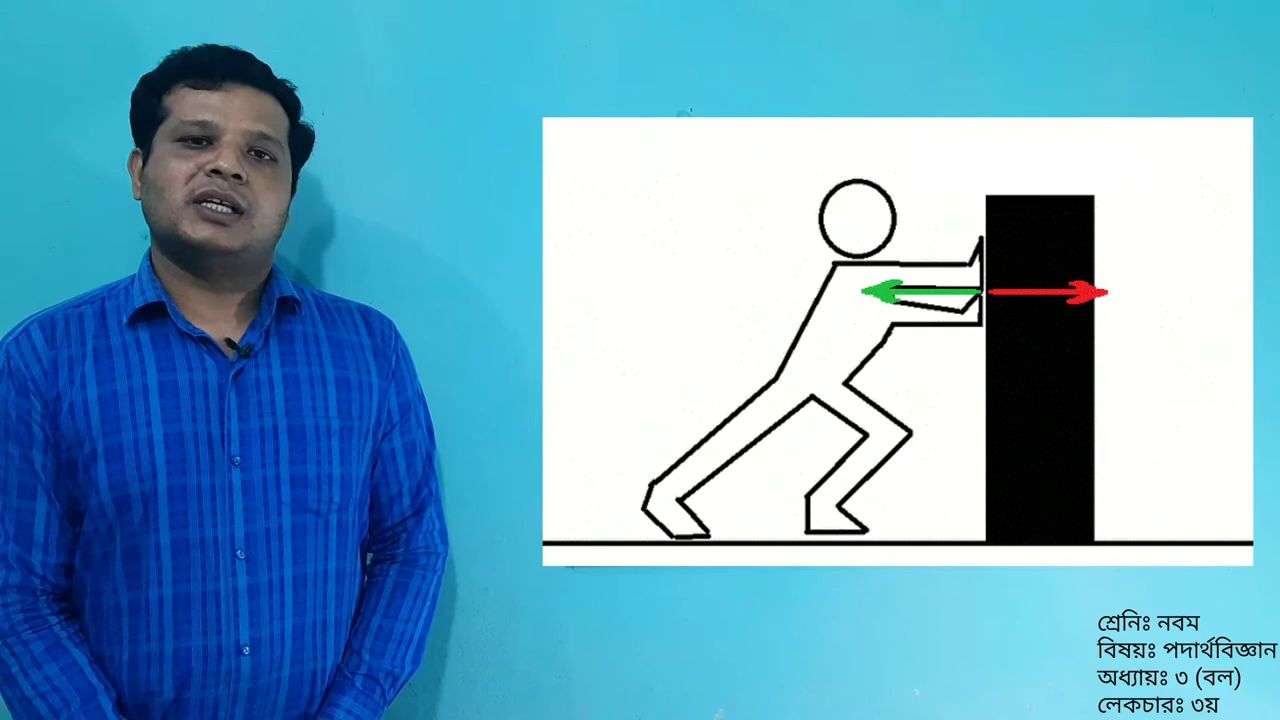 শ্রেনিঃ নবম
বিষয়ঃ পদার্থবিজ্ঞান
অধ্যায়ঃ ৩ (বল)
লেকচারঃ ৩য়